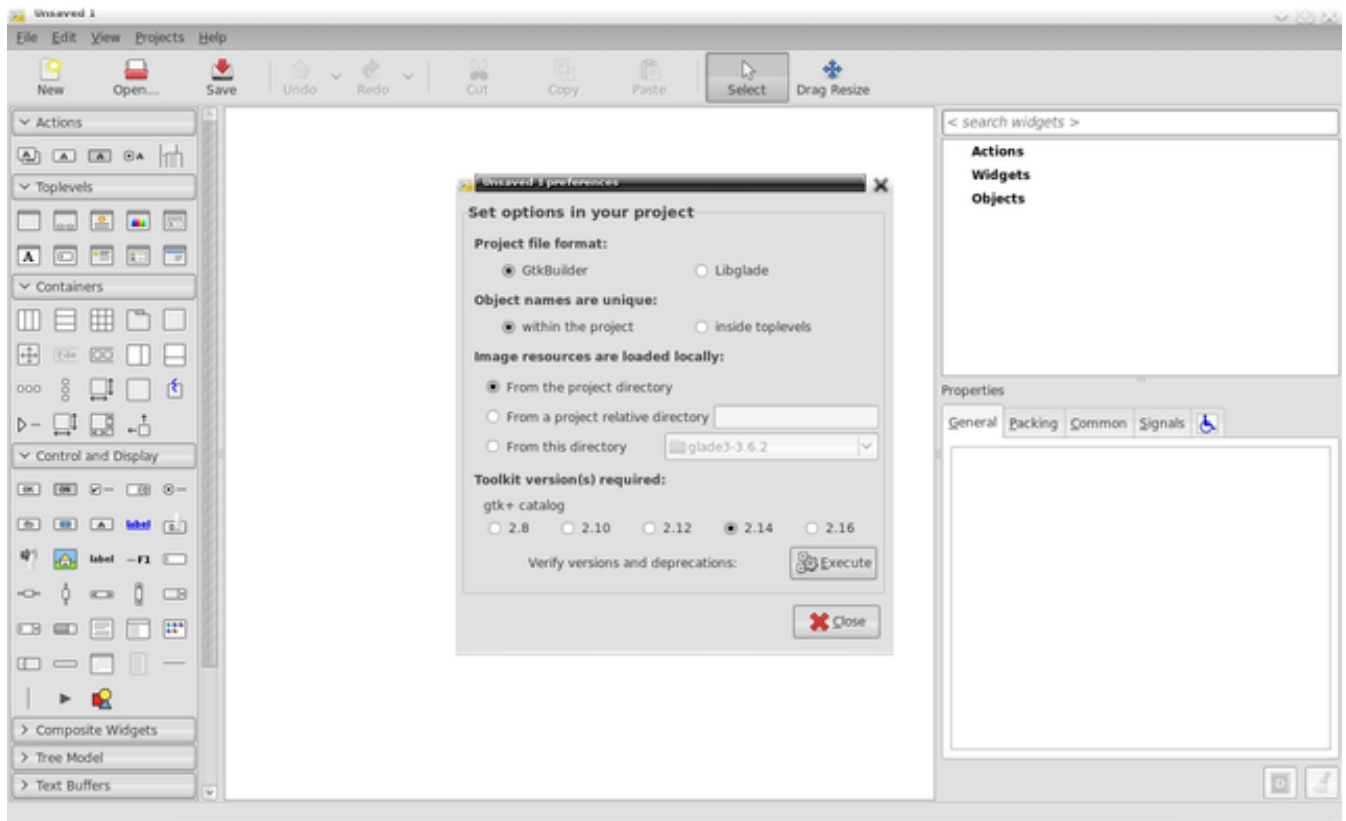 Unsaved 1
File Edit View Projects Help
New Open... Save Undo Redo Cut Copy Paste Select Drag Resize
Actions
Toplevels
Containers
Control and Display
label
label
Composite Widgets
Tree Model
Text Buffers
Unsaved 1 preferences
Set options in your project
Project file format:
GtkBuilder Libglade
Object names are unique:
within the project inside toplevels
Image resources are loaded locally:
From the project directory
From a project relative directory
From this directory glade3-3.6.2
Toolkit version(s) required:
gtk+ catalog
2.8 2.10 2.12 2.14 2.16
Verify versions and deprecations: Execute
Close
< search widgets >
Actions
Widgets
Objects
Properties
General Packing Common Signals